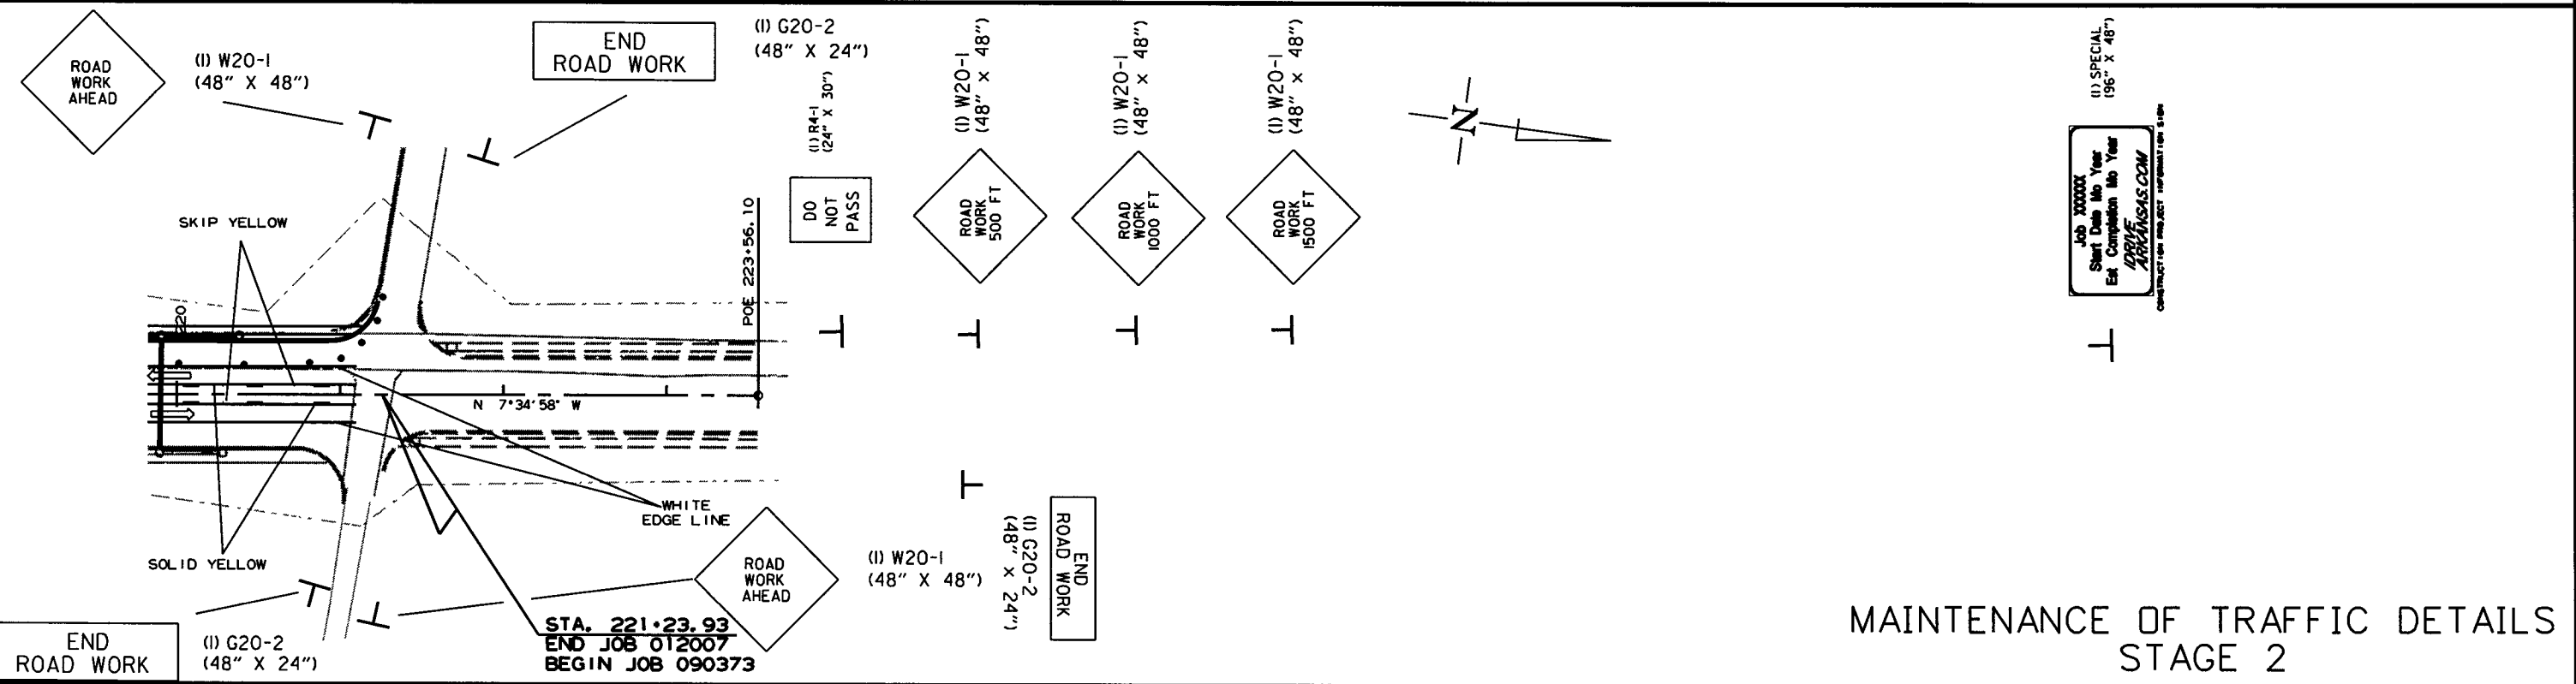 ROAD
WORK
AHEAD
(1) W20-1
(48" X 48")
END
ROAD WORK
(1) G20-2
(48" X 24")
(1) R4-1
(24" X 30")
DO
NOT
PASS
(1) W20-1
(48" X 48")
ROAD
WORK
500 FT
(1) W20-1
(48" X 48")
ROAD
WORK
1000 FT
(1) W20-1
(48" X 48")
ROAD
WORK
1500 FT
N
(1) SPECIAL
(96" X 48")
Job XXXXXX
Start Date Mo Year
Est Completion Mo Year
IDRIVE
ARKANSAS.COM
CONSTRUCTION PROJECT INFORMATION SIGN
SKIP YELLOW
220
POE 223+56.10
N 7°34'58" W
WHITE
EDGE LINE
SOLID YELLOW
ROAD
WORK
AHEAD
(1) W20-1
(48" X 48")
(1) G20-2
(48" X 24")
END
ROAD WORK
STA. 221+23.93
END JOB 012007
BEGIN JOB 090373
END
ROAD WORK
(1) G20-2
(48" X 24")
MAINTENANCE OF TRAFFIC DETAILS
STAGE 2